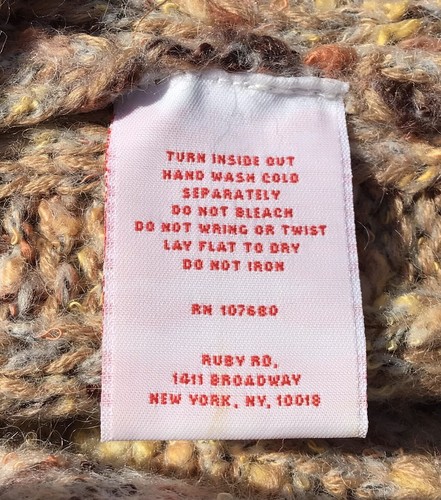 TURN INSIDE OUT
HAND WASH COLD
SEPARATELY
DO NOT BLEACH
DO NOT WRING OR TWIST
LAY FLAT TO DRY
DO NOT IRON
RN 107680
RUBY RD,
1411 BROADWAY
NEW YORK, NY, 10018